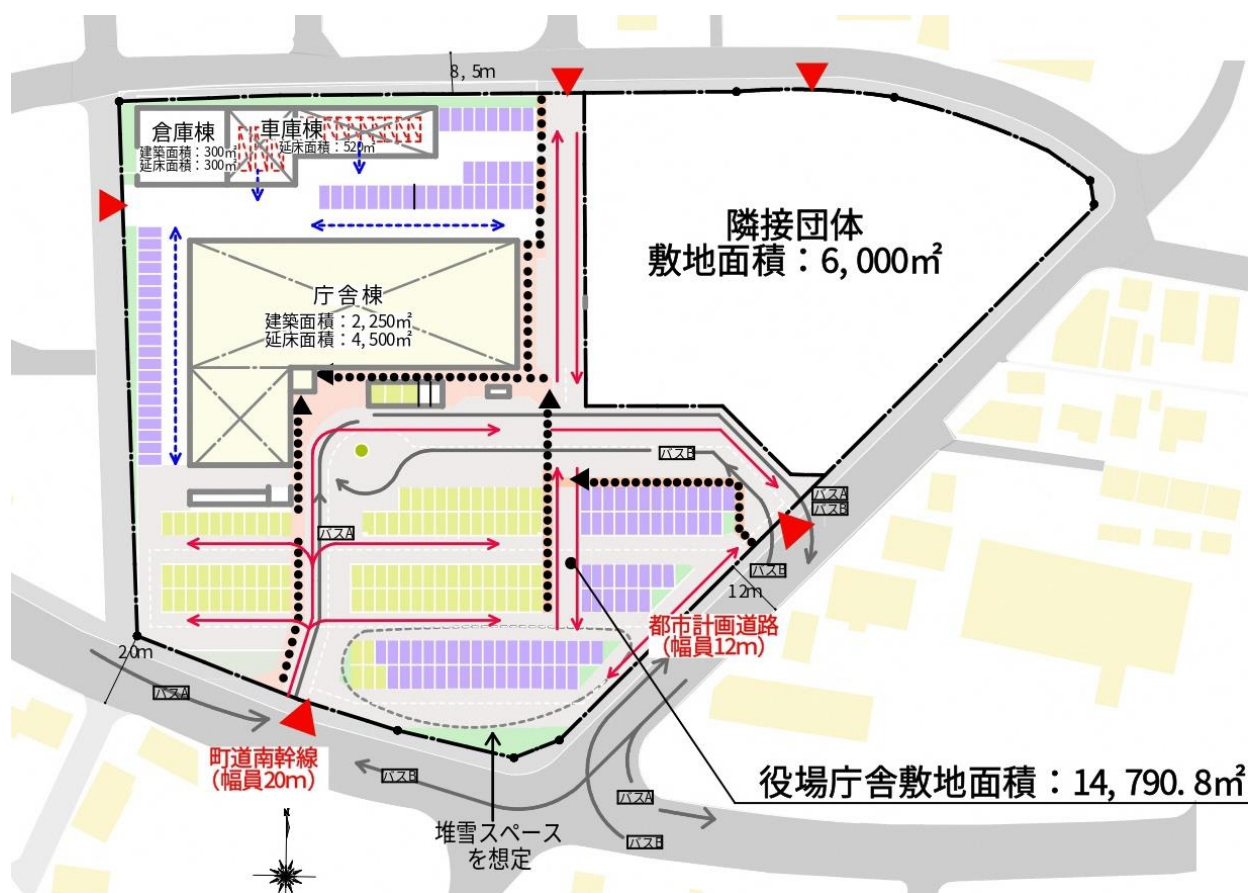 8,5m
倉庫棟
建築面積：300㎡
延床面積：300㎡
車庫棟
延床面積：520㎡
隣接団体
敷地面積：6,000㎡
庁舎棟
建築面積：2,250㎡
延床面積：4,500㎡
バスB
バスA
バスB
バスA
バスB
12m
都市計画道路
（幅員12m）
20m
バスA
町道南幹線
（幅員20m）
バスB
役場庁舎敷地面積：14,790.8㎡
バスA
堆雪スペース
を想定
バスB
N